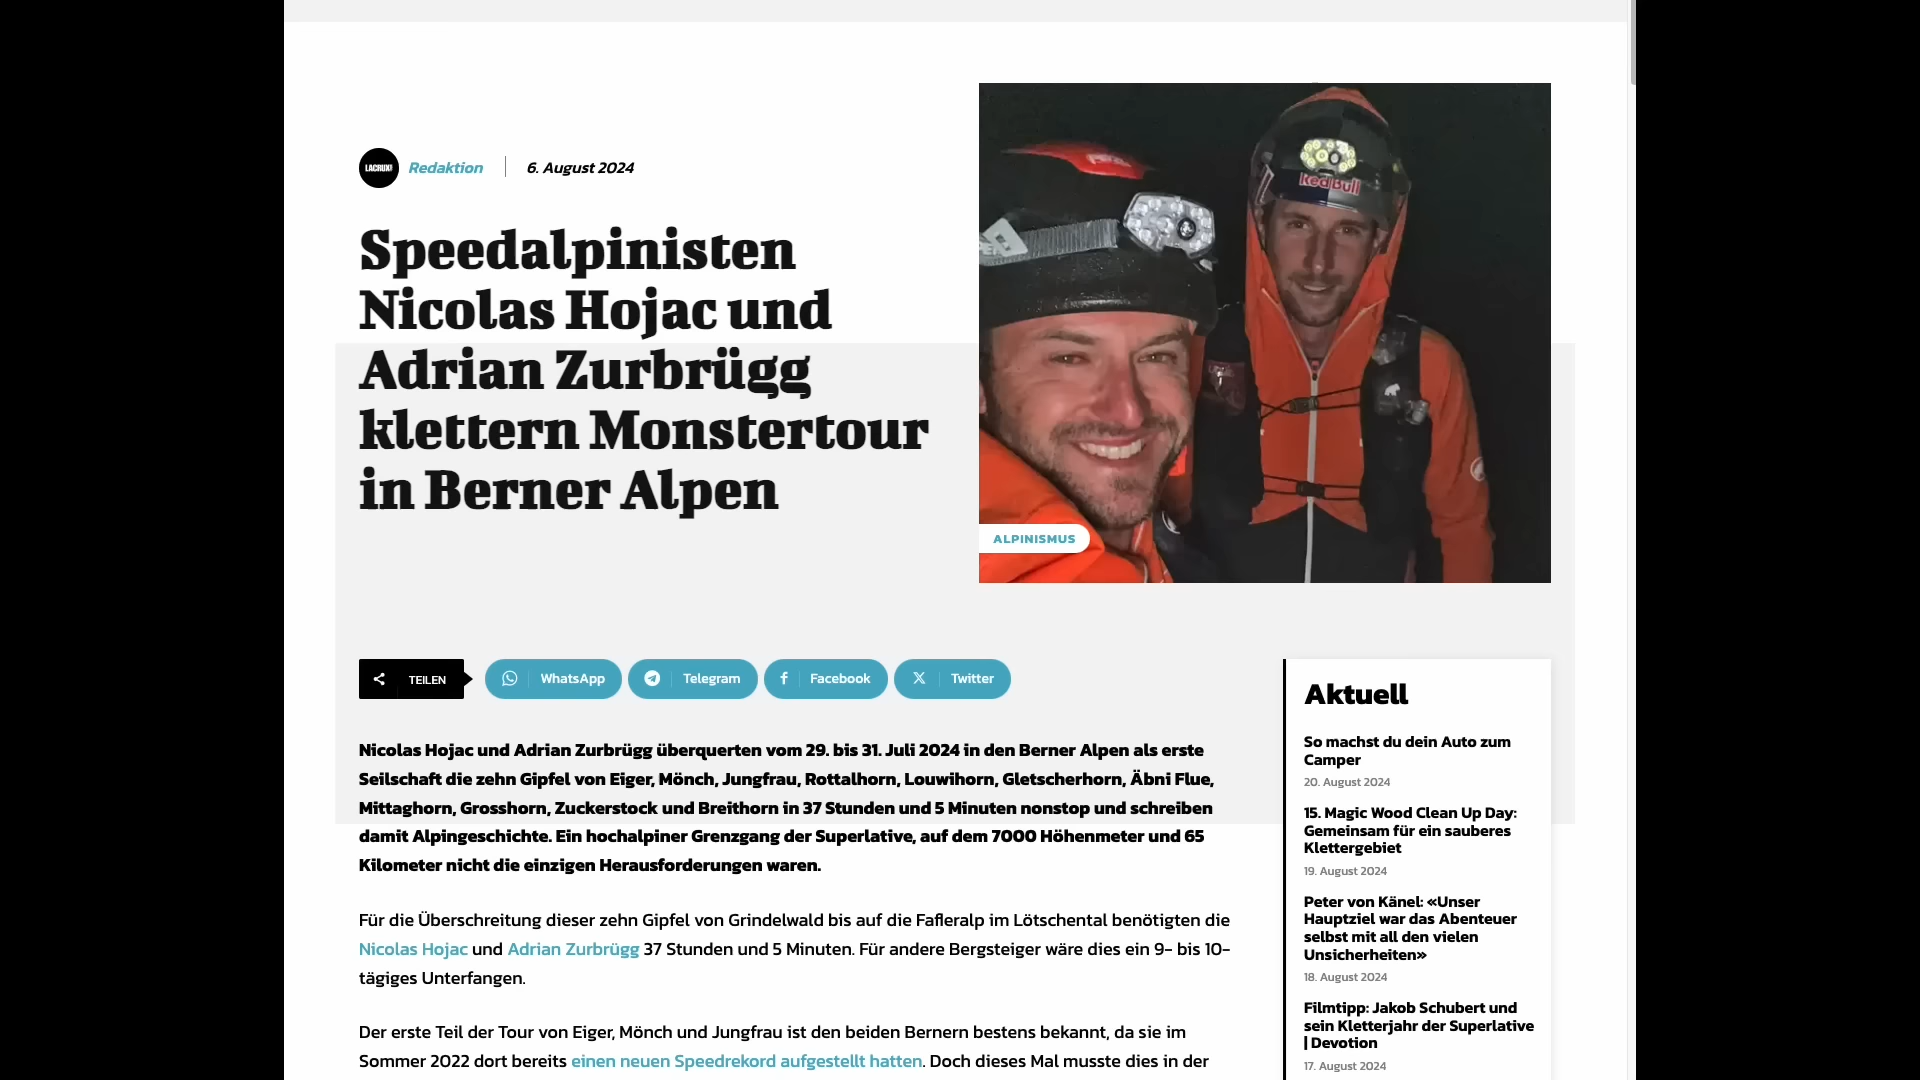 LACRUX!
Redaktion
6. August 2024
Speedalpinisten
Nicolas Hojac und
Adrian Zurbrügg
klettern Monstertour
in Berner Alpen
Red Bull
ALPINISMUS
TEILEN
WhatsApp
Telegram
Facebook
Twitter
Nicolas Hojac und Adrian Zurbrügg überquerten vom 29. bis 31. Juli 2024 in den Berner Alpen als erste
Seilschaft die zehn Gipfel von Eiger, Mönch, Jungfrau, Rottalhorn, Louwihorn, Gletscherhorn, Äbni Flue,
Mittaghorn, Grosshorn, Zuckerstock und Breithorn in 37 Stunden und 5 Minuten nonstop und schreiben
damit Alpingeschichte. Ein hochalpiner Grenzgang der Superlative, auf dem 7000 Höhenmeter und 65
Kilometer nicht die einzigen Herausforderungen waren.
Für die Überschreitung dieser zehn Gipfel von Grindelwald bis auf die Fafleralp im Lötschental benötigten die
Nicolas Hojac und Adrian Zurbrügg 37 Stunden und 5 Minuten. Für andere Bergsteiger wäre dies ein 9- bis 10-
tägiges Unterfangen.
Der erste Teil der Tour von Eiger, Mönch und Jungfrau ist den beiden Bernern bestens bekannt, da sie im
Sommer 2022 dort bereits einen neuen Speedrekord aufgestellt hatten. Doch dieses Mal musste dies in der
Aktuell
So machst du dein Auto zum
Camper
20. August 2024
15. Magic Wood Clean Up Day:
Gemeinsam für ein sauberes
Klettergebiet
19. August 2024
Peter von Känel: «Unser
Hauptziel war das Abenteuer
selbst mit all den vielen
Unsicherheiten»
18. August 2024
Filmtipp: Jakob Schubert und
sein Kletterjahr der Superlative
| Devotion
17. August 2024